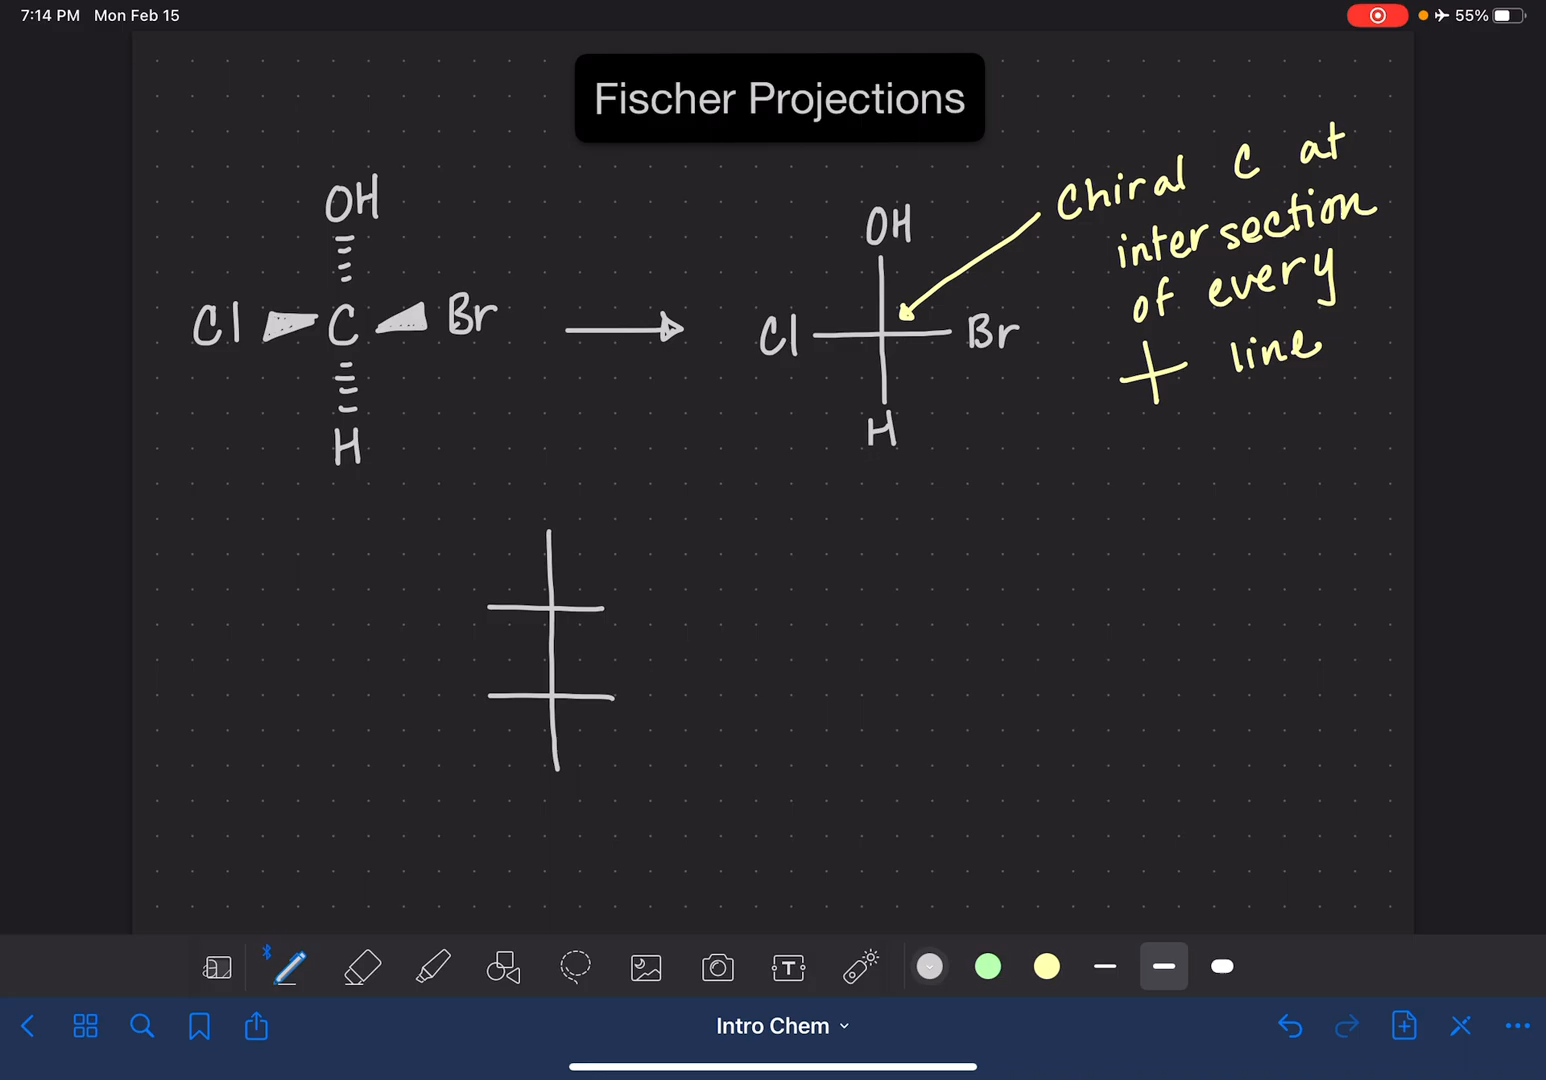 7:14 PM Mon Feb 15
55%
Fischer Projections
OH
Cl C Br
H
OH
Cl Br
H
Chiral C at
intersection
of every
line
T
Intro Chem